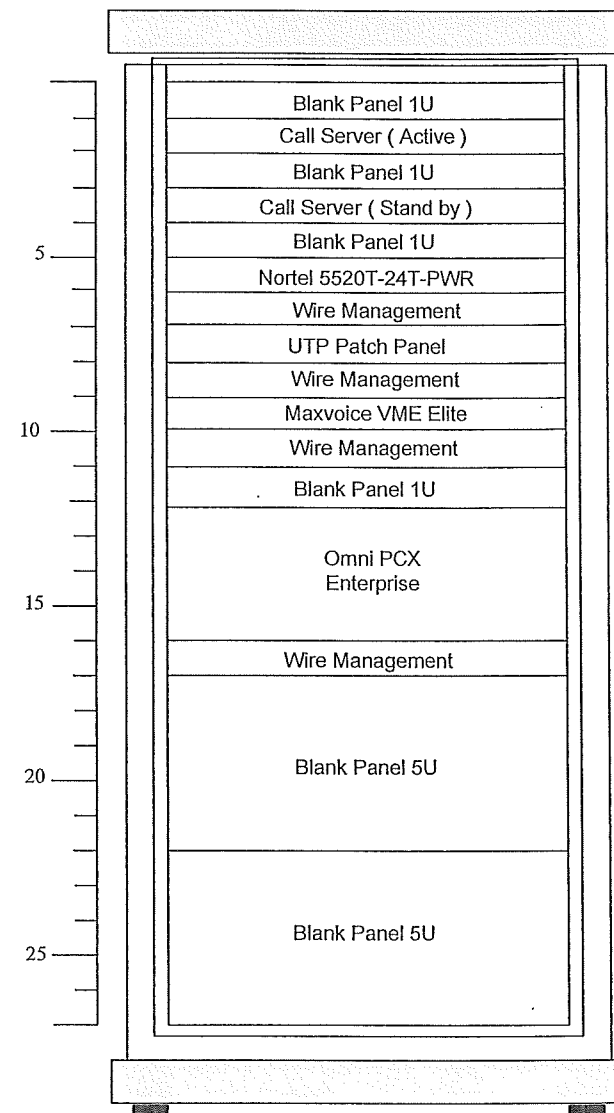 Blank Panel 1U
Call Server ( Active )
Blank Panel 1U
Call Server ( Stand by )
Blank Panel 1U
5
Nortel 5520T-24T-PWR
Wire Management
UTP Patch Panel
Wire Management
Maxvoice VME Elite
10
Wire Management
Blank Panel 1U
Omni PCX
Enterprise
15
Wire Management
Blank Panel 5U
20
Blank Panel 5U
25